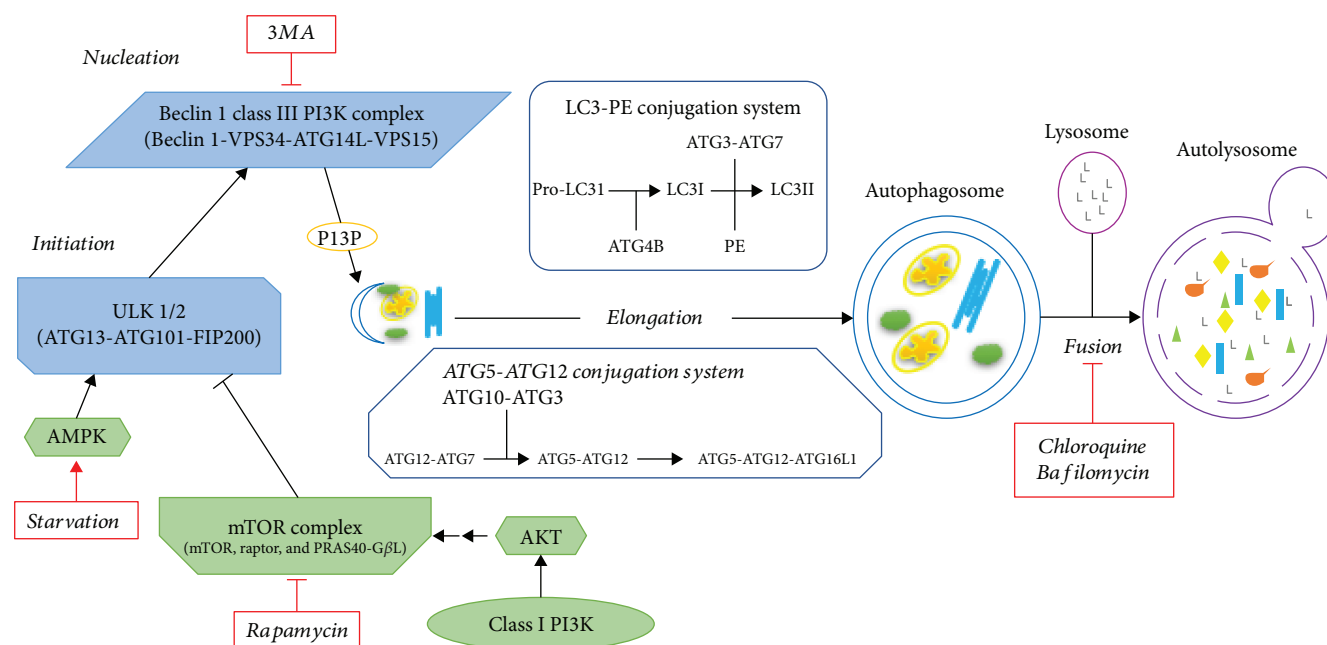 3MA
Nucleation
Beclin 1 class III PI3K complex
(Beclin 1-VPS34-ATG14L-VPS15)
LC3-PE conjugation system
ATG3-ATG7
Pro-LC31
LC3I
LC3II
ATG4B
PE
Lysosome
L L L L L L L L
Autolysosome
L
Autophagosome
Initiation
P13P
ULK 1/2
(ATG13-ATG101-FIP200)
Elongation
Fusion
L L L L L L L L L L
ATG5-ATG12 conjugation system
ATG10-ATG3
ATG12-ATG7
ATG5-ATG12
ATG5-ATG12-ATG16L1
AMPK
Starvation
Chloroquine
Bafilomycin
mTOR complex
(mTOR, raptor, and PRAS40-GβL)
AKT
Rapamycin
Class I PI3K